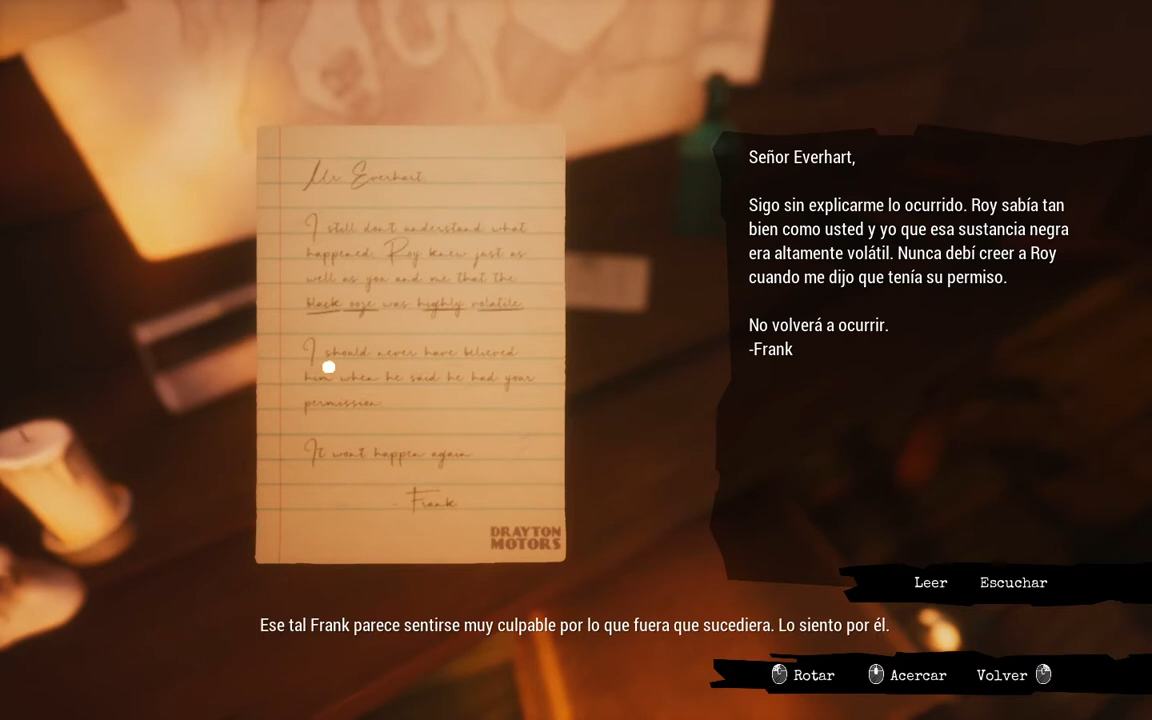 Mr Everhart
I still don't understand what
happened. Roy knew just as
well as you and me that the
black ooze was highly volatile.
I should never have believed
him when he said he had your
permission.
It wont happen again
- Frank
DRAYTON
MOTORS
Señor Everhart,
Sigo sin explicarme lo ocurrido. Roy sabía tan
bien como usted y yo que esa sustancia negra
era altamente volátil. Nunca debí creer a Roy
cuando me dijo que tenía su permiso.
No volverá a ocurrir.
-Frank
Leer Escuchar
Ese tal Frank parece sentirse muy culpable por lo que fuera que sucediera. Lo siento por él.
Rotar Acercar Volver